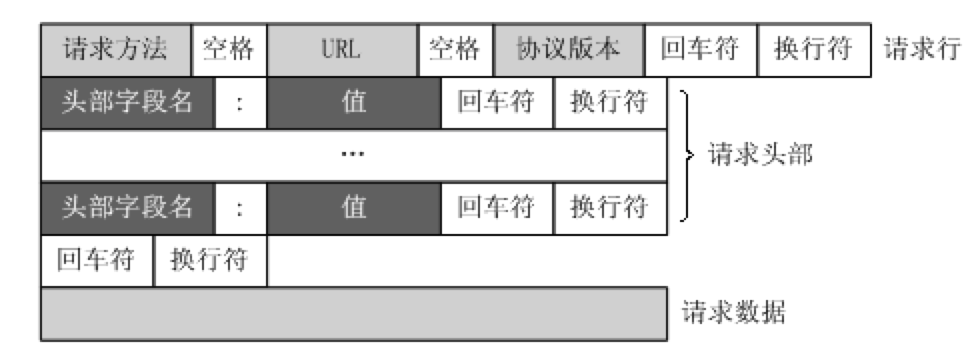 请求方法 空格 URL 空格 协议版本 回车符 换行符 请求行
头部字段名 : 值 回车符 换行符
… 请求头部
头部字段名 : 值 回车符 换行符
回车符 换行符
请求数据